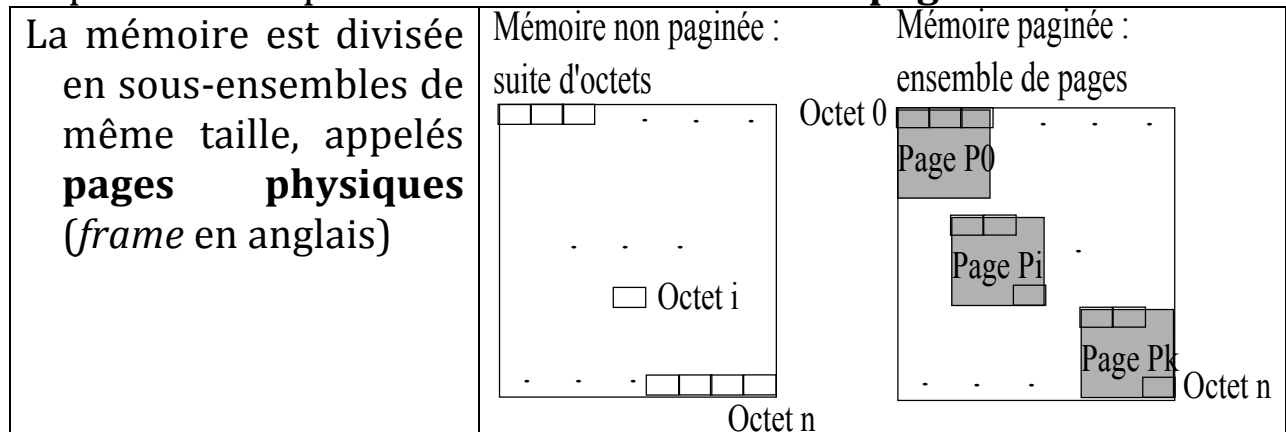 La mémoire est divisée
en sous-ensembles de
même taille, appelés
pages physiques
(frame en anglais)
Mémoire non paginée :
suite d'octets
. . .
. . .
Octet i
. . .
Octet n
Mémoire paginée :
ensemble de pages
Octet 0
. . .
Page P0
Page Pi
.
Page Pk
. . .
Octet n